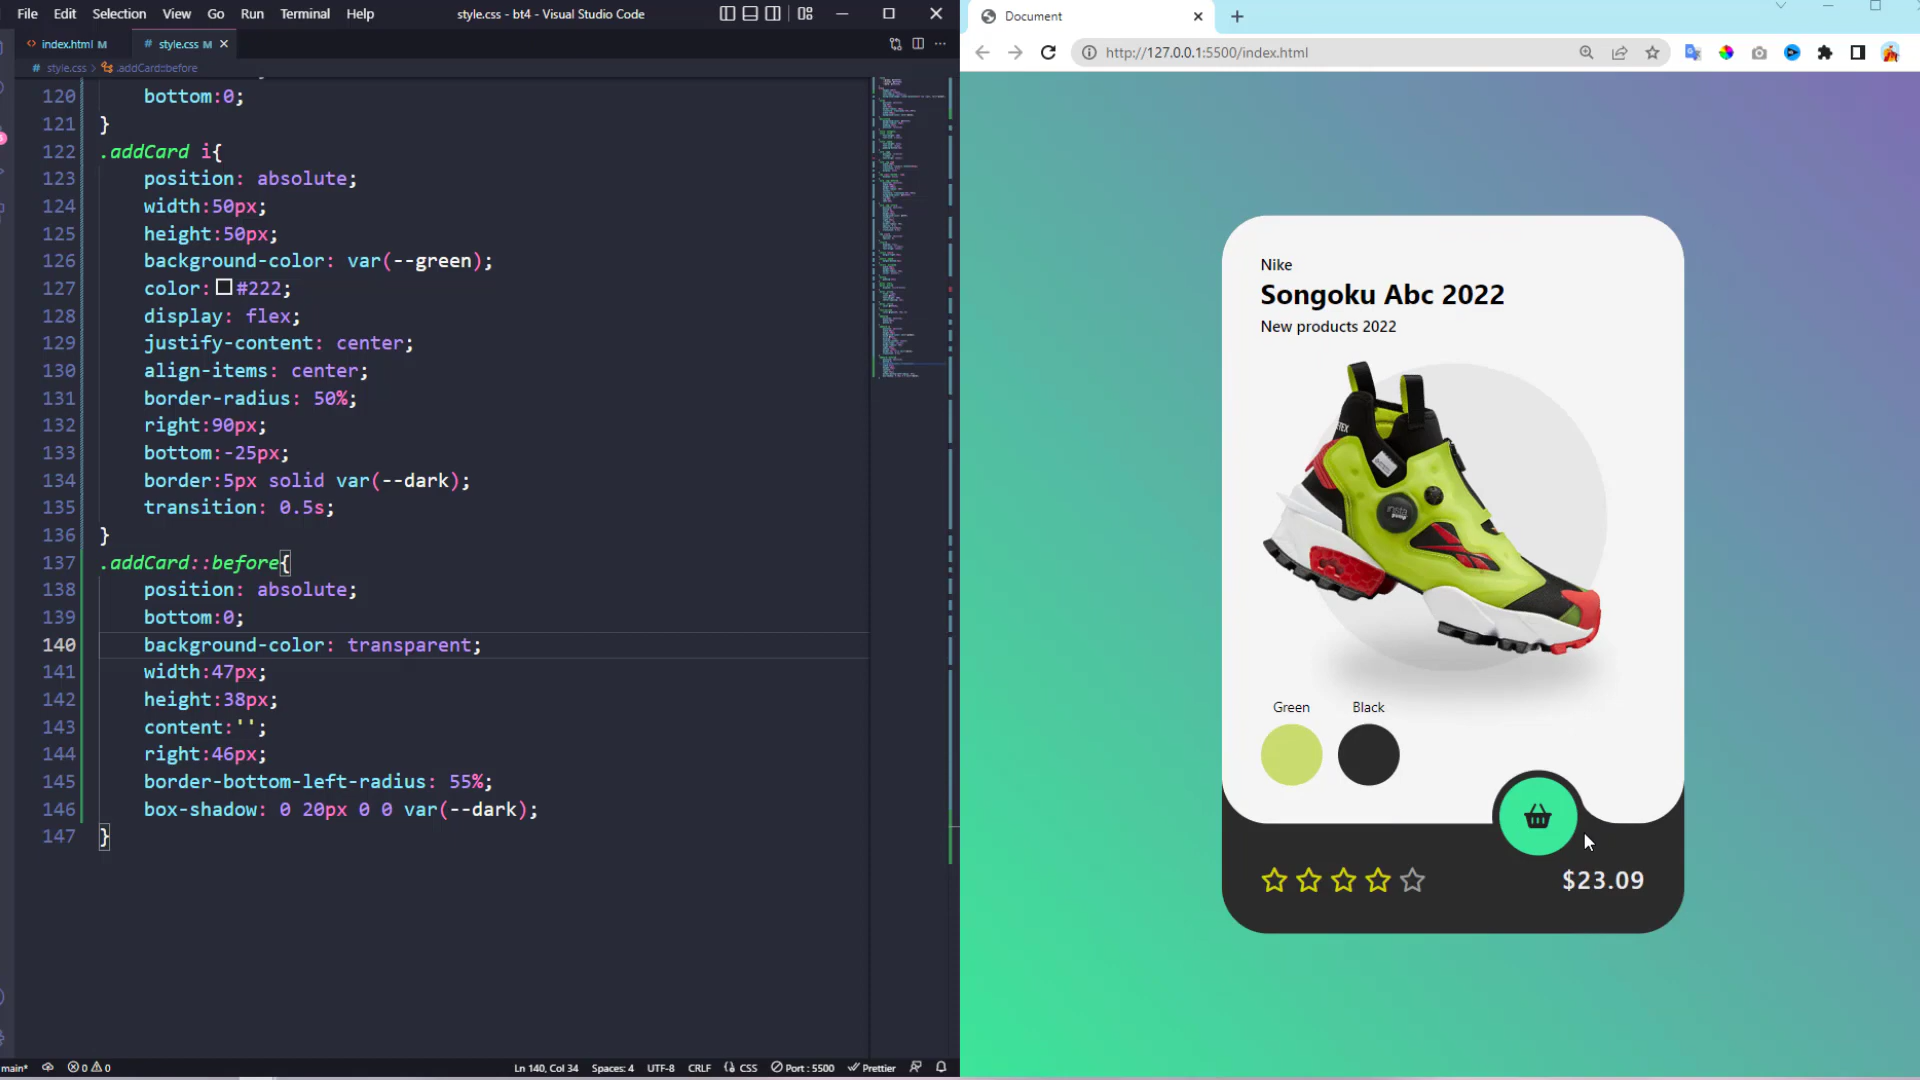 File Edit Selection View Go Run Terminal Help
style.css - bt4 - Visual Studio Code
index.html M
style.css M
style.css > .addCard::before
120 bottom:0;
121 }
122 .addCard i{
123 position: absolute;
124 width:50px;
125 height:50px;
126 background-color: var(--green);
127 color: #222;
128 display: flex;
129 justify-content: center;
130 align-items: center;
131 border-radius: 50%;
132 right:90px;
133 bottom:-25px;
134 border:5px solid var(--dark);
135 transition: 0.5s;
136 }
137 .addCard::before{
138 position: absolute;
139 bottom:0;
140 background-color: transparent;
141 width:47px;
142 height:38px;
143 content:'';
144 right:46px;
145 border-bottom-left-radius: 55%;
146 box-shadow: 0 20px 0 0 var(--dark);
147 }
main* 0 0
Ln 140, Col 34 Spaces: 4 UTF-8 CRLF CSS Port : 5500 Prettier
Document
http://127.0.0.1:5500/index.html
Nike
Songoku Abc 2022
New products 2022
Green Black
$23.09